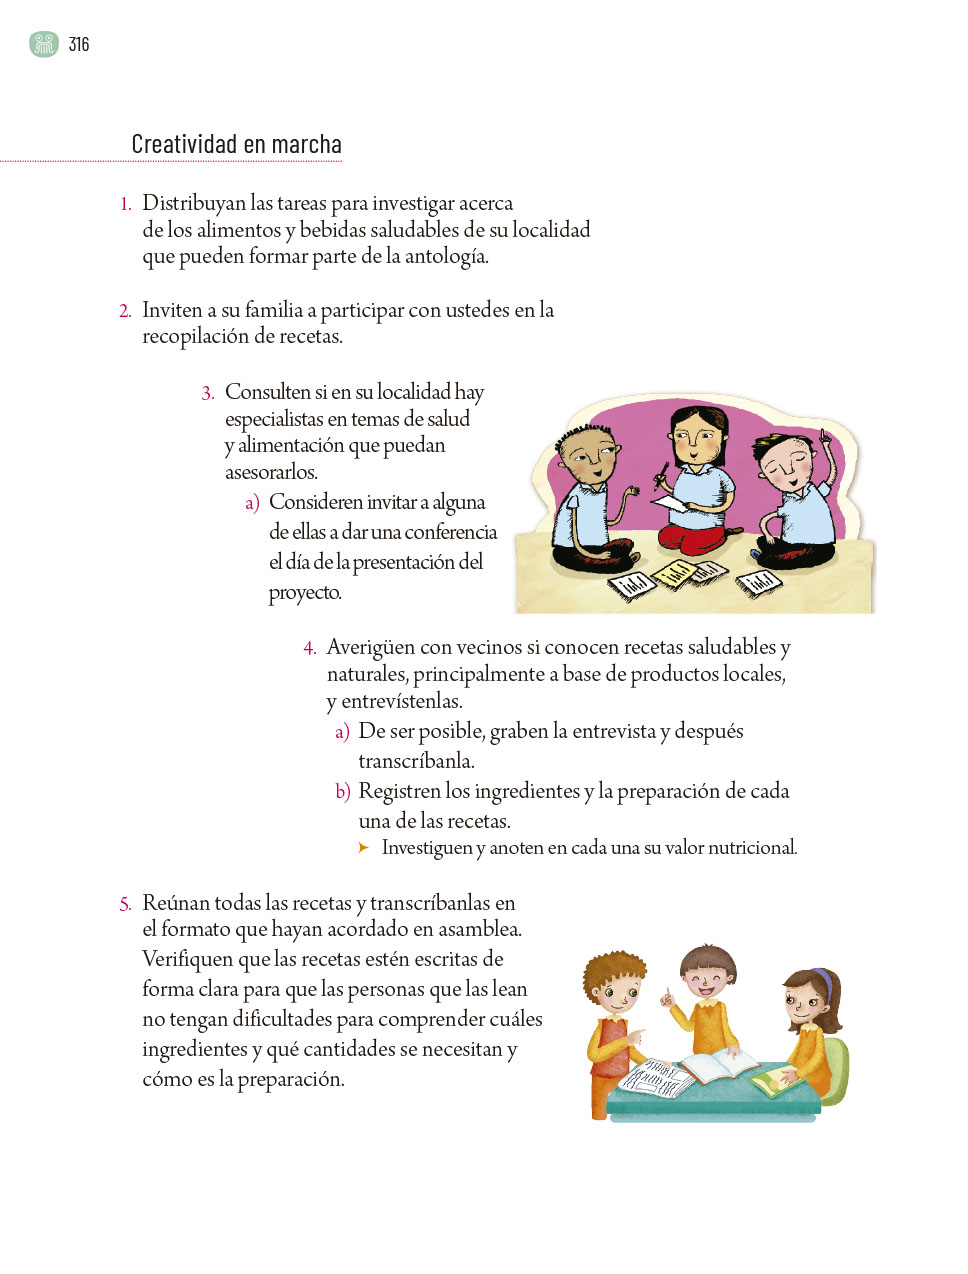 316
Creatividad en marcha
1. Distribuyan las tareas para investigar acerca
de los alimentos y bebidas saludables de su localidad
que pueden formar parte de la antología.
2. Inviten a su familia a participar con ustedes en la
recopilación de recetas.
3. Consulten si en su localidad hay
especialistas en temas de salud
y alimentación que puedan
asesorarlos.
a) Consideren invitar a alguna
de ellas a dar una conferencia
el día de la presentación del
proyecto.
4. Averigüen con vecinos si conocen recetas saludables y
naturales, principalmente a base de productos locales,
y entrevístenlas.
a) De ser posible, graben la entrevista y después
transcríbanla.
b) Registren los ingredientes y la preparación de cada
una de las recetas.
➤ Investiguen y anoten en cada una su valor nutricional.
5. Reúnan todas las recetas y transcríbanlas en
el formato que hayan acordado en asamblea.
Verifiquen que las recetas estén escritas de
forma clara para que las personas que las lean
no tengan dificultades para comprender cuáles
ingredientes y qué cantidades se necesitan y
cómo es la preparación.